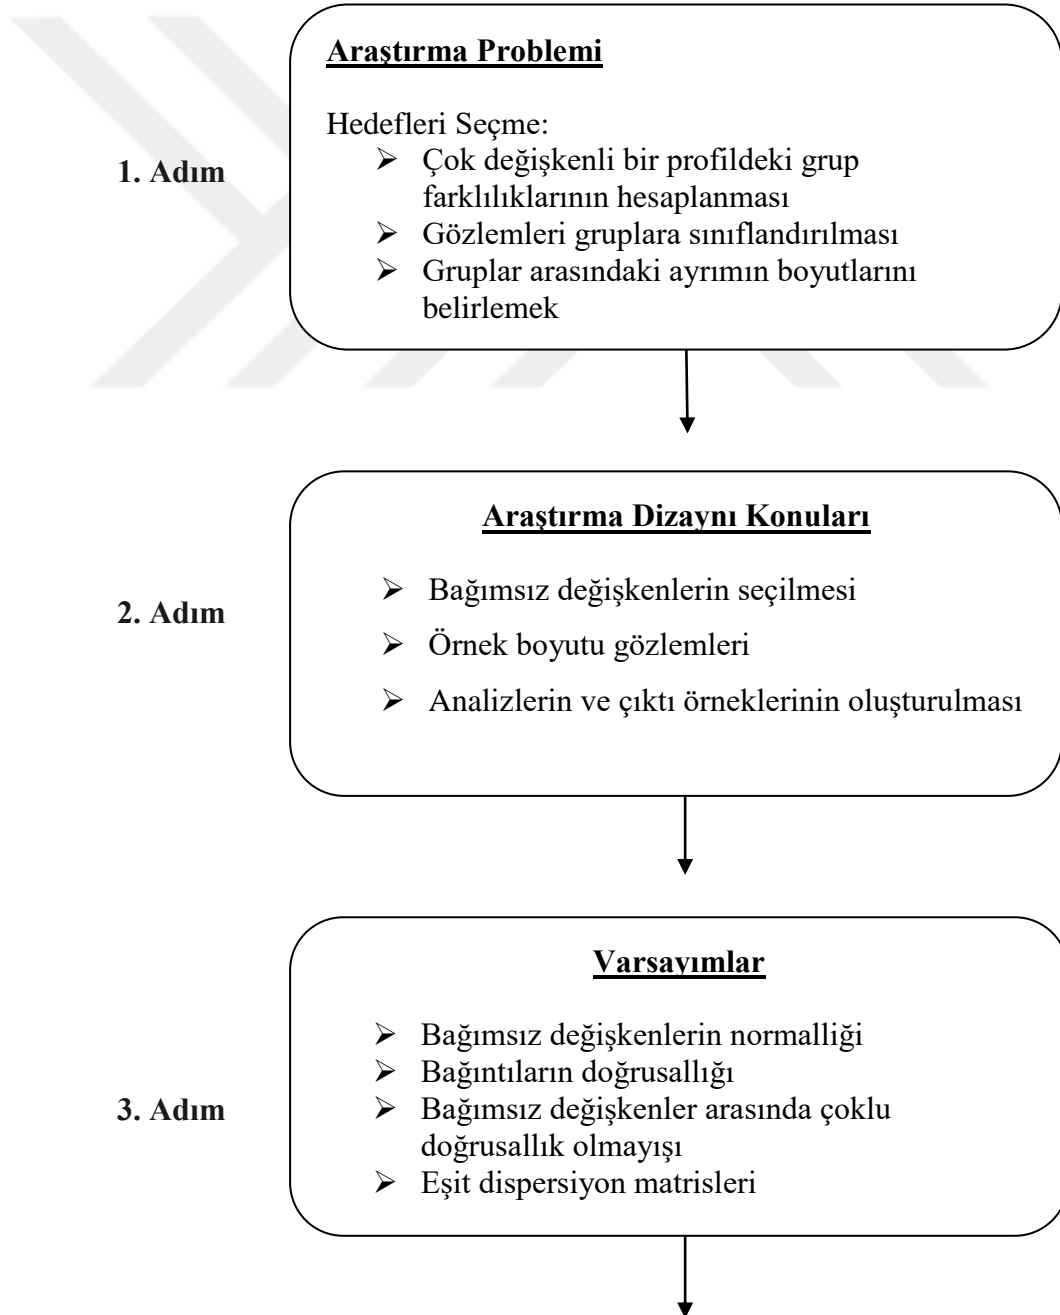 Araştırma Problemi
Hedefleri Seçme:
1. Adım
➢ Çok değişkenli bir profildeki grup
farklılıklarının hesaplanması
➢ Gözlemleri gruplara sınıflandırılması
➢ Gruplar arasındaki ayrımın boyutlarını
belirlemek
Araştırma Dizaynı Konuları
2. Adım
➢ Bağımsız değişkenlerin seçilmesi
➢ Örnek boyutu gözlemleri
➢ Analizlerin ve çıktı örneklerinin oluşturulması
Varsayımlar
3. Adım
➢ Bağımsız değişkenlerin normalliği
➢ Bağıntıların doğrusallığı
➢ Bağımsız değişkenler arasında çoklu
doğrusallık olmayışı
➢ Eşit dispersiyon matrisleri